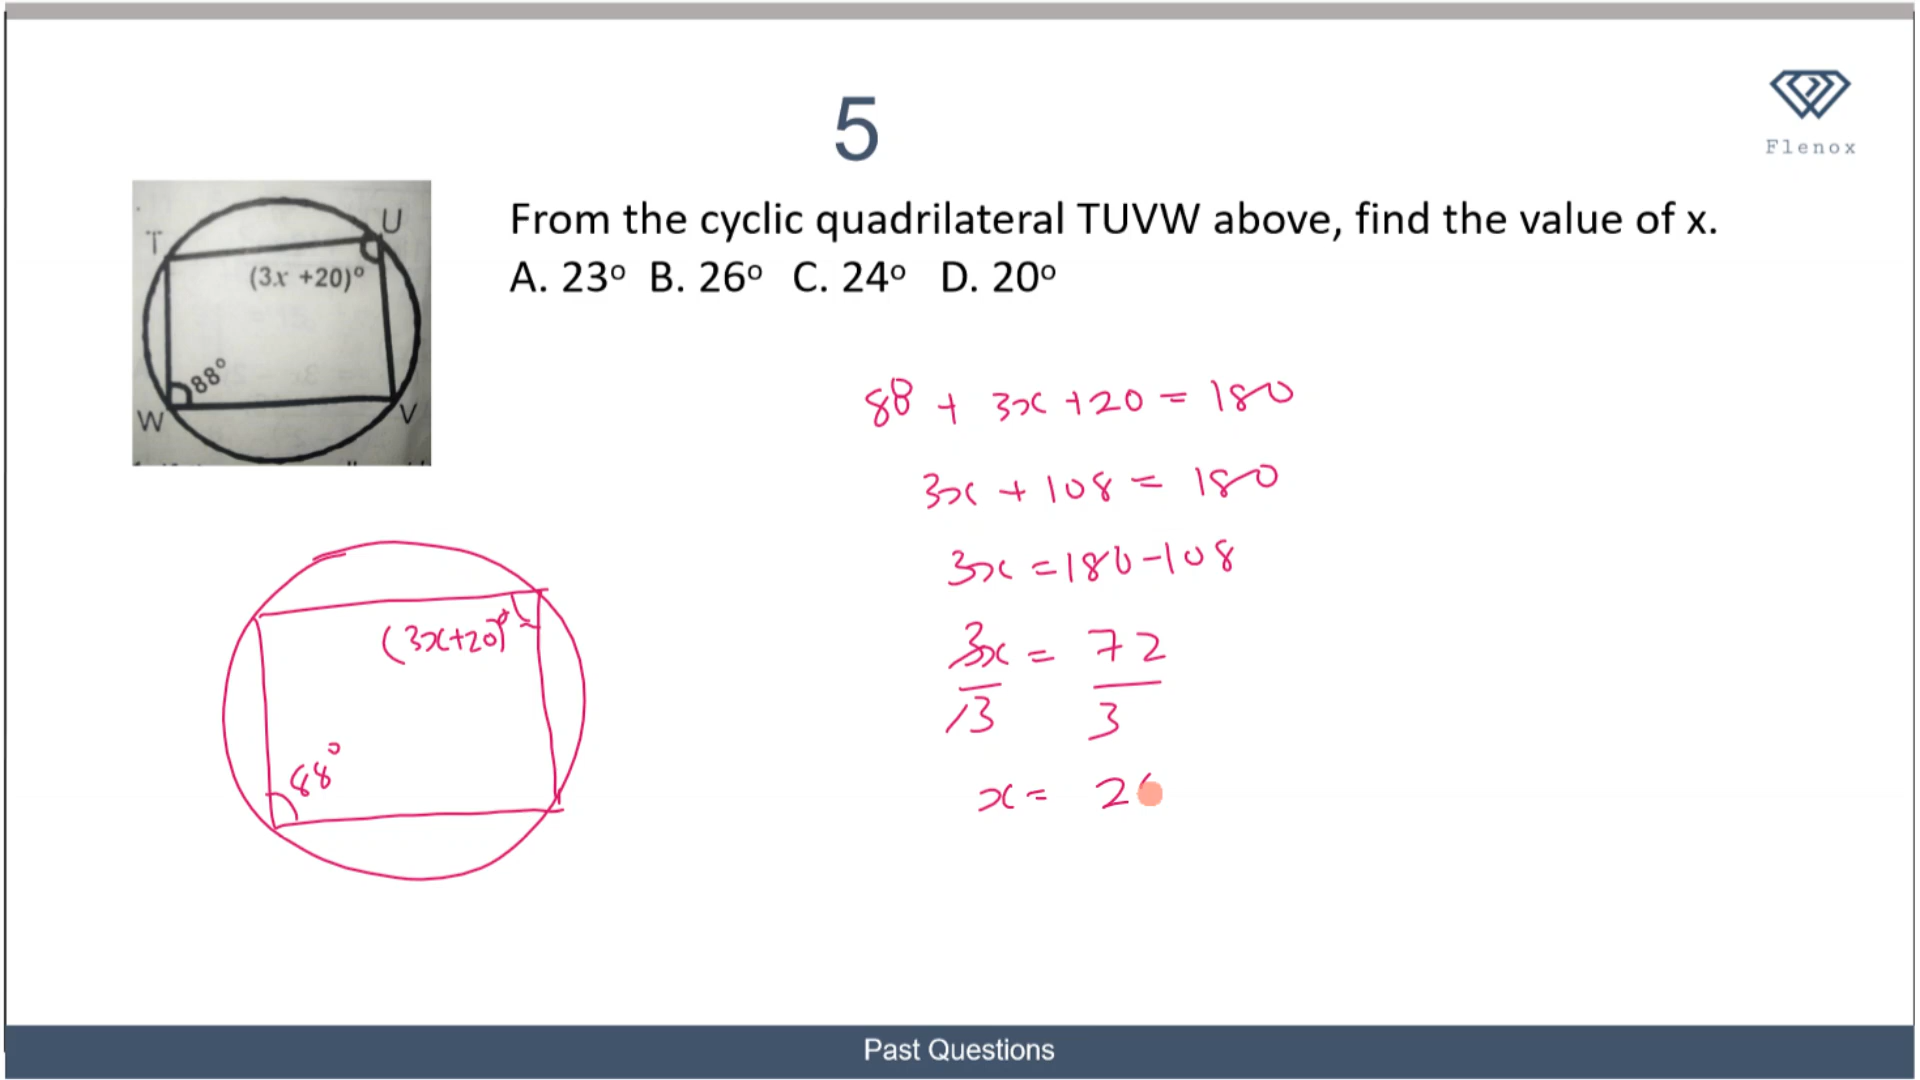 5
Flenox
From the cyclic quadrilateral TUVW above, find the value of x.
A. 23° B. 26° C. 24° D. 20°
T
U
(3x +20)°
88°
W
V
88 + 3x +20 = 180
3x + 108 = 180
3x = 180-108
3x = 72
3 3
x = 2
(3x+20)°
88°
Past Questions